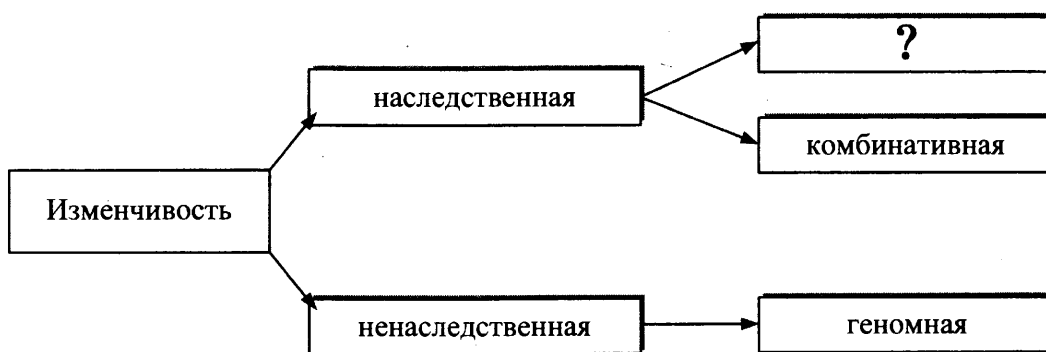 ?
наследственная
комбинативная
Изменчивость
ненаследственная
геномная